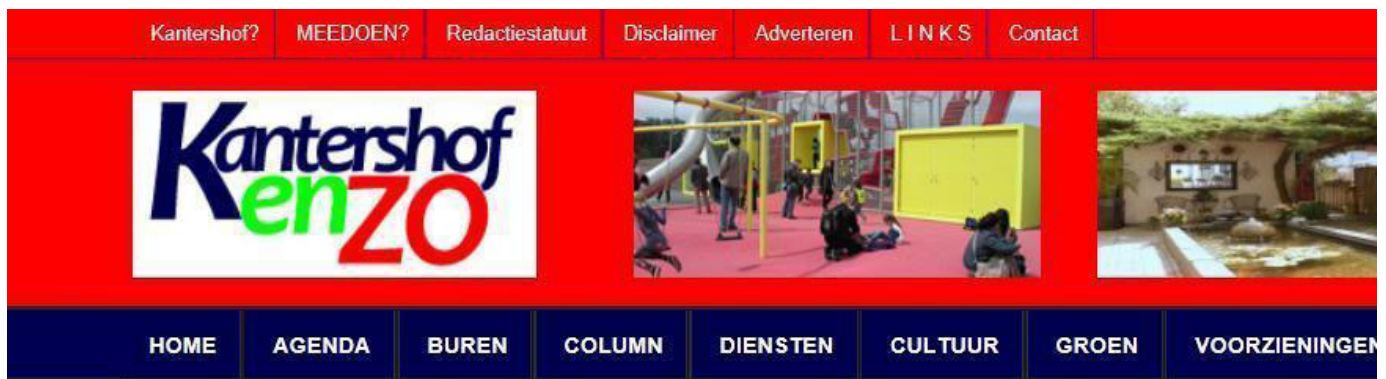 Kantershof? MEEDOEN? Redactiestatuut Disclaimer Adverteren L I N K S Contact
Kantershof
enzo
HOME AGENDA BUREN COLUMN DIENSTEN CULTUUR GROEN VOORZIENINGEN